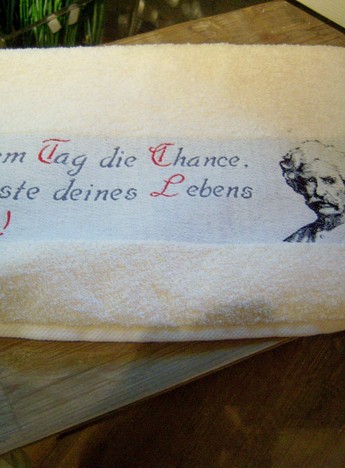 em Tag die Chance,
ste deines Lebens
!